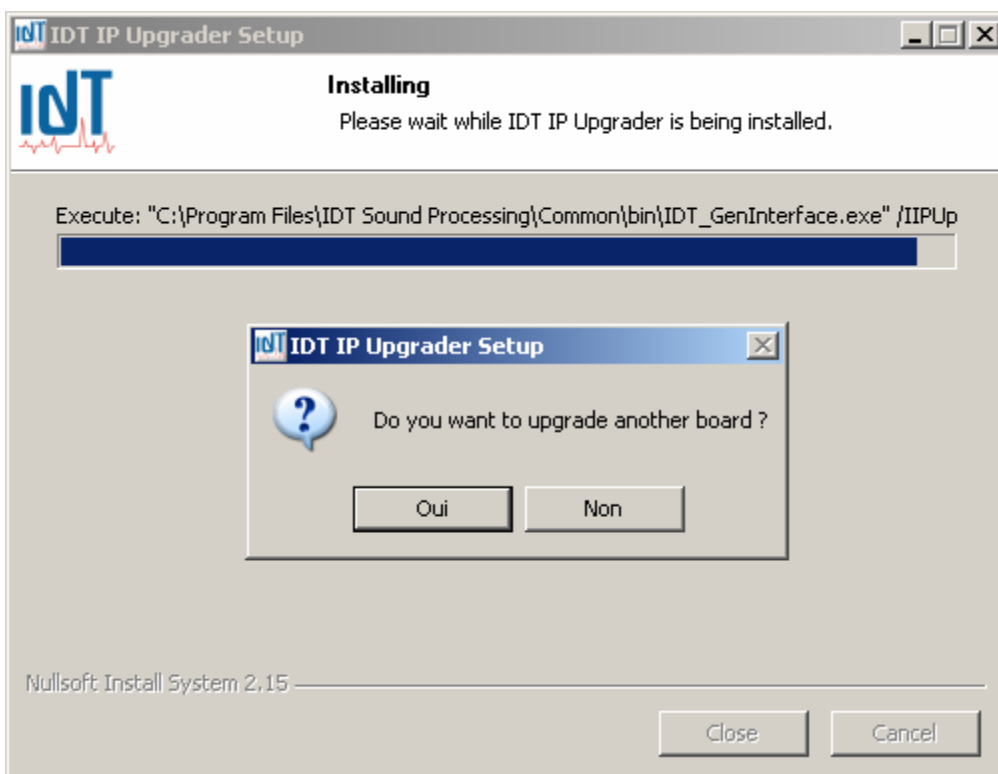 IDT IP Upgrader Setup
IDT
Installing
Please wait while IDT IP Upgrader is being installed.
Execute: "C:\Program Files\IDT Sound Processing\Common\bin\IDT_GenInterface.exe" /IIPUp
IDT IP Upgrader Setup
Do you want to upgrade another board ?
Oui Non
Nullsoft Install System 2.15
Close Cancel